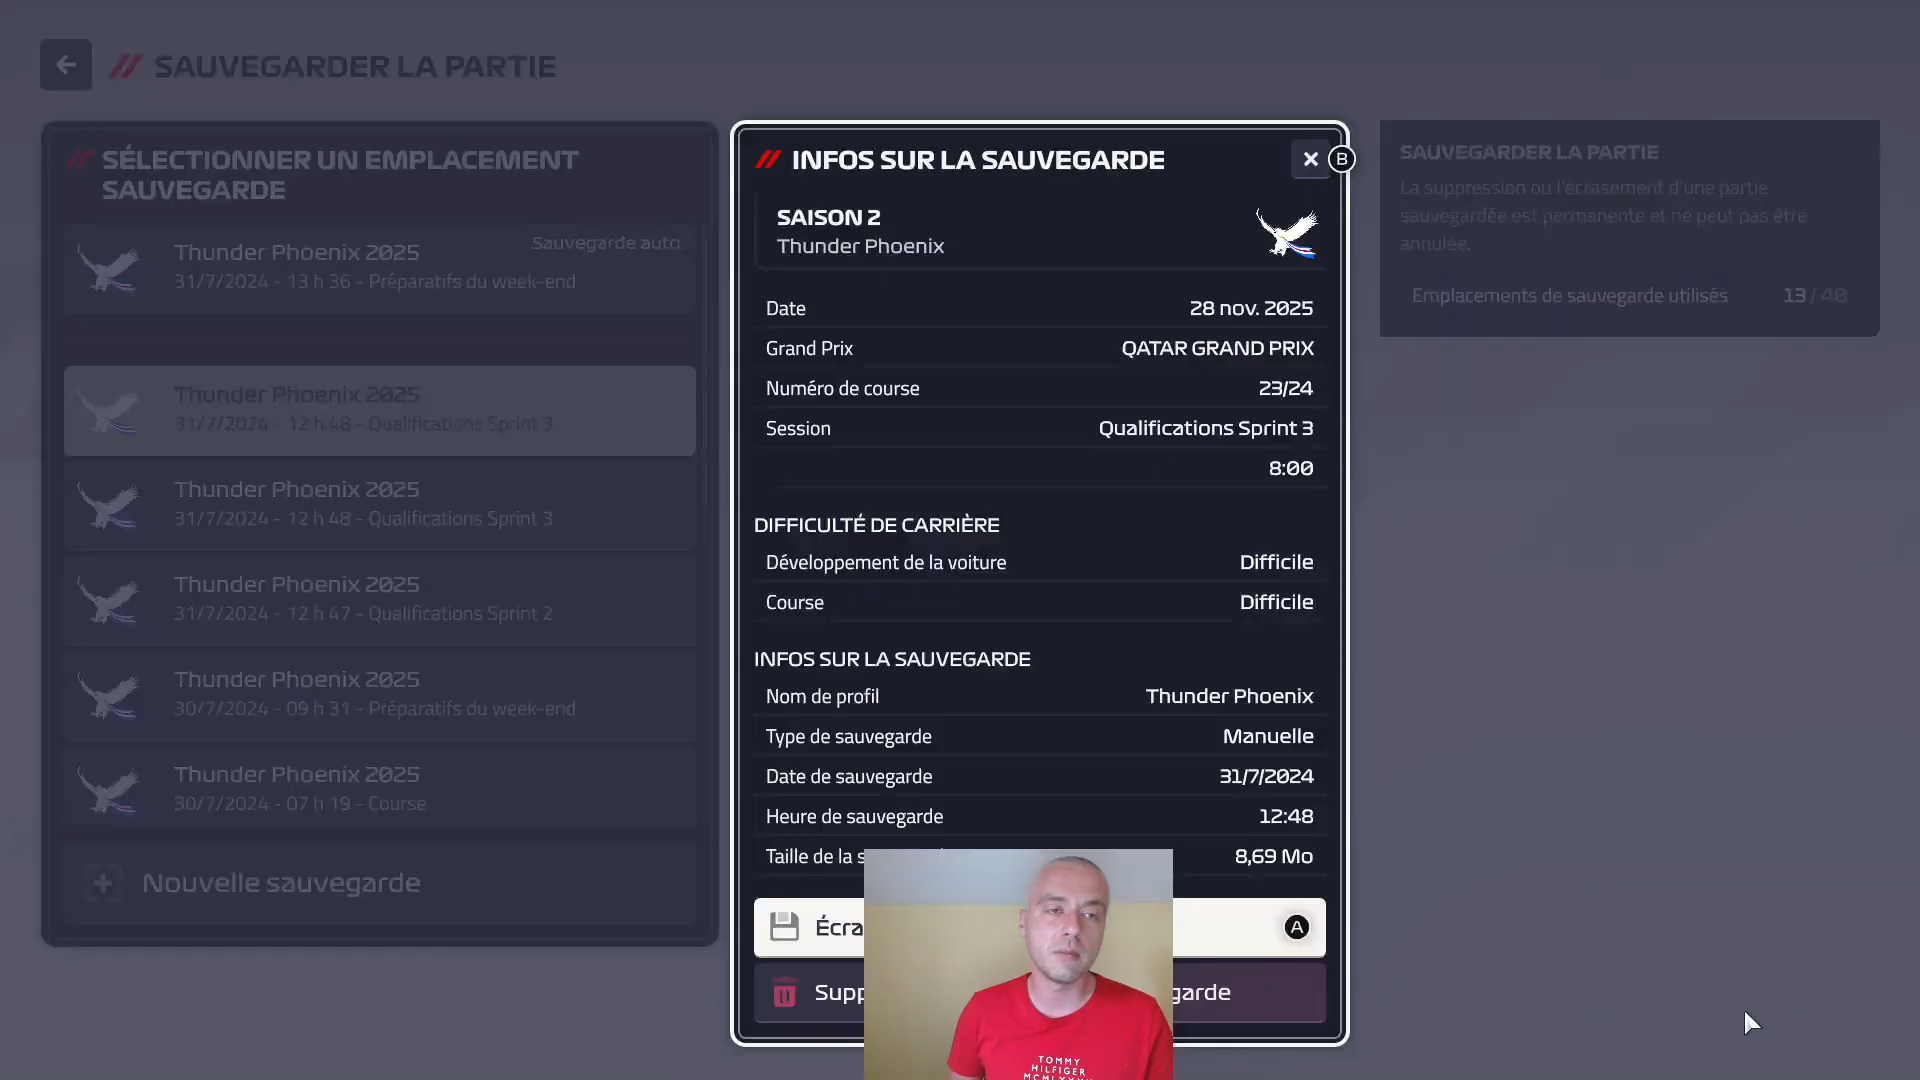 SAUVEGARDER LA PARTIE
SÉLECTIONNER UN EMPLACEMENT
SAUVEGARDE
Thunder Phoenix 2025
Sauvegarde auto
31/7/2024 - 13 h 36 - Préparatifs du week-end
Thunder Phoenix 2025
31/7/2024 - 12 h 48 - Qualifications Sprint 3
Thunder Phoenix 2025
31/7/2024 - 12 h 48 - Qualifications Sprint 3
Thunder Phoenix 2025
31/7/2024 - 12 h 47 - Qualifications Sprint 2
Thunder Phoenix 2025
30/7/2024 - 09 h 31 - Préparatifs du week-end
Thunder Phoenix 2025
30/7/2024 - 07 h 19 - Course
Nouvelle sauvegarde
INFOS SUR LA SAUVEGARDE
B
SAISON 2
Thunder Phoenix
Date 28 nov. 2025
Grand Prix QATAR GRAND PRIX
Numéro de course 23/24
Session Qualifications Sprint 3
8:00
DIFFICULTÉ DE CARRIÈRE
Développement de la voiture Difficile
Course Difficile
INFOS SUR LA SAUVEGARDE
Nom de profil Thunder Phoenix
Type de sauvegarde Manuelle
Date de sauvegarde 31/7/2024
Heure de sauvegarde 12:48
Taille de la s 8,69 Mo
Écra A
Supp garde
TOMMY
HILFIGER
SAUVEGARDER LA PARTIE
La suppression ou l'écrasement d'une partie
sauvegardée est permanente et ne peut pas être
annulée.
Emplacements de sauvegarde utilisés 13 / 40